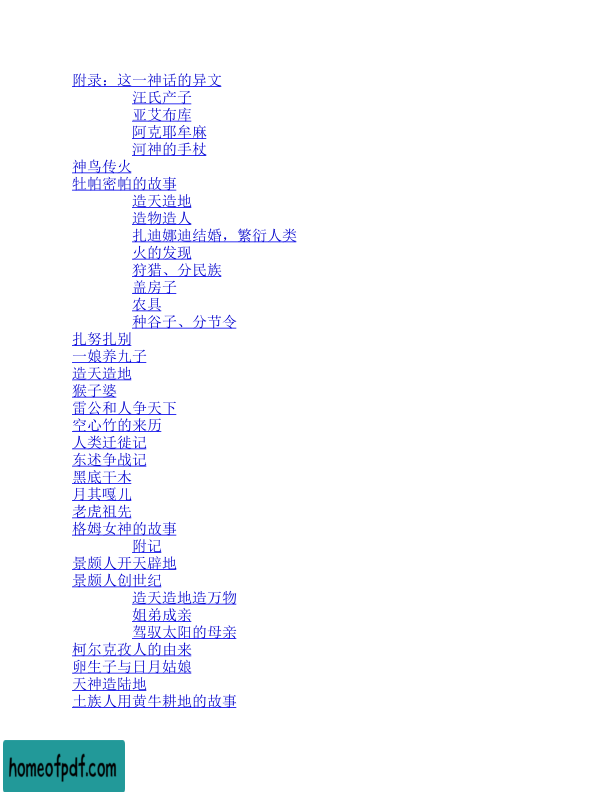 附录：这一神话的异文
汪氏产子
亚艾布库
阿克耶牟麻
河神的手杖
神鸟传火
牡帕密帕的故事
造天造地
造物造人
扎迪娜迪结婚，繁衍人类
火的发现
狩猎、分民族
盖房子
农具
种谷子、分节令
扎努扎别
一娘养九子
造天造地
猴子婆
雷公和人争天下
空心竹的来历
人类迁徙记
东述争战记
黑底干木
月其嘎儿
老虎祖先
格姆女神的故事
附记
景颇人开天辟地
景颇人创世纪
造天造地造万物
姐弟成亲
驾驭太阳的母亲
柯尔克孜人的由来
卵生子与日月姑娘
天神造陆地
土族人用黄牛耕地的故事
homeofpdf.com